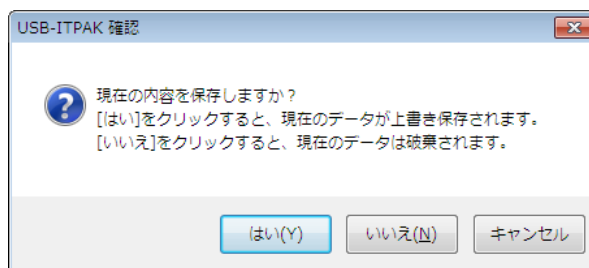 USB-ITPAK 確認
現在の内容を保存しますか？
[はい]をクリックすると、現在のデータが上書き保存されます。
[いいえ]をクリックすると、現在のデータは破棄されます。
はい(Y)
いいえ(N)
キャンセル